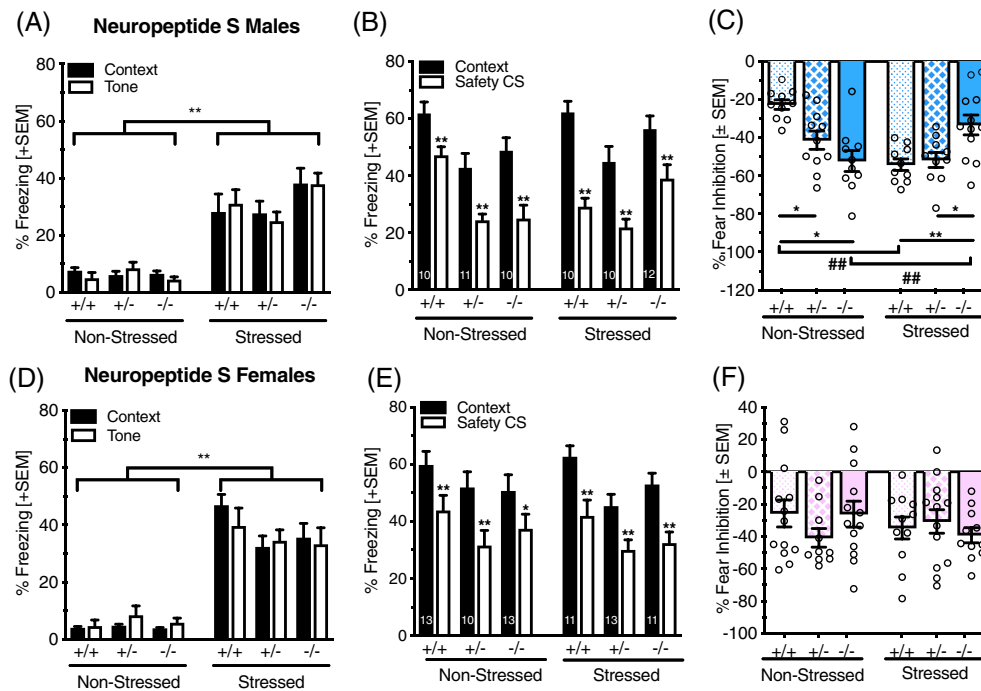 (A) Neuropeptide S Males
% Freezing [+SEM]
80
60
40
20
0
Context
Tone
**
+/+ +/- -/- +/+ +/- -/-
Non-Stressed Stressed
(B)
% Freezing [+SEM]
80
60
40
20
0
Context
Safety CS
** ** ** ** ** **
10 11 10 10 10 12
+/+ +/- -/- +/+ +/- -/-
Non-Stressed Stressed
(C)
% Fear Inhibition [± SEM]
0
-20
-40
-60
-80
-100
-120
* *
* **
##
##
+/+ +/- -/- +/+ +/- -/-
Non-Stressed Stressed
(D) Neuropeptide S Females
% Freezing [+SEM]
80
60
40
20
0
Context
Tone
**
+/+ +/- -/- +/+ +/- -/-
Non-Stressed Stressed
(E)
% Freezing [+SEM]
80
60
40
20
0
Context
Safety CS
** ** * ** ** **
13 10 13 11 13 11
+/+ +/- -/- +/+ +/- -/-
Non-Stressed Stressed
(F)
% Fear Inhibition [± SEM]
40
20
0
-20
-40
-60
-80
-100
+/+ +/- -/- +/+ +/- -/-
Non-Stressed Stressed